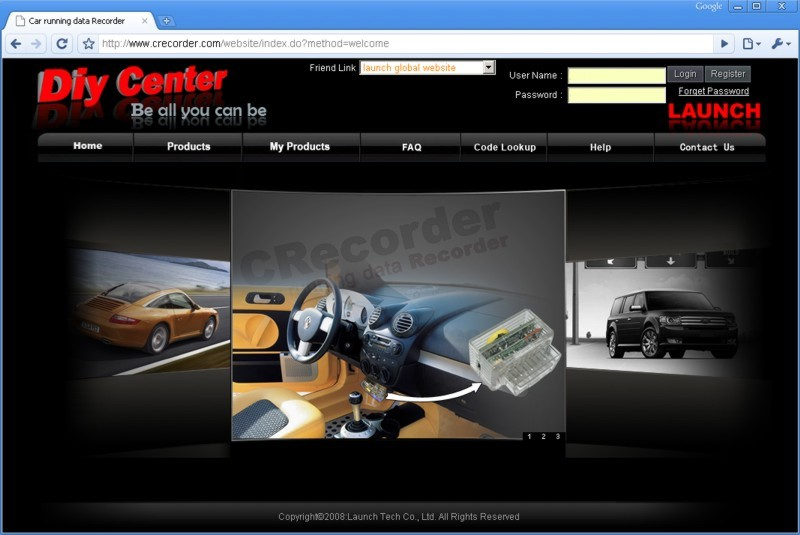 Google
Car running data Recorder
http://www.crecorder.com/website/index.do?method=welcome
Friend Link launch global website
User Name :
Login Register
Password :
Forget Password
Diy Center
Be all you can be
LAUNCH
Home Products My Products FAQ Code Lookup Help Contact Us
CRecorder
data Recorder
1 2 3
Copyright©2008:Launch Tech Co., Ltd. All Rights Reserved